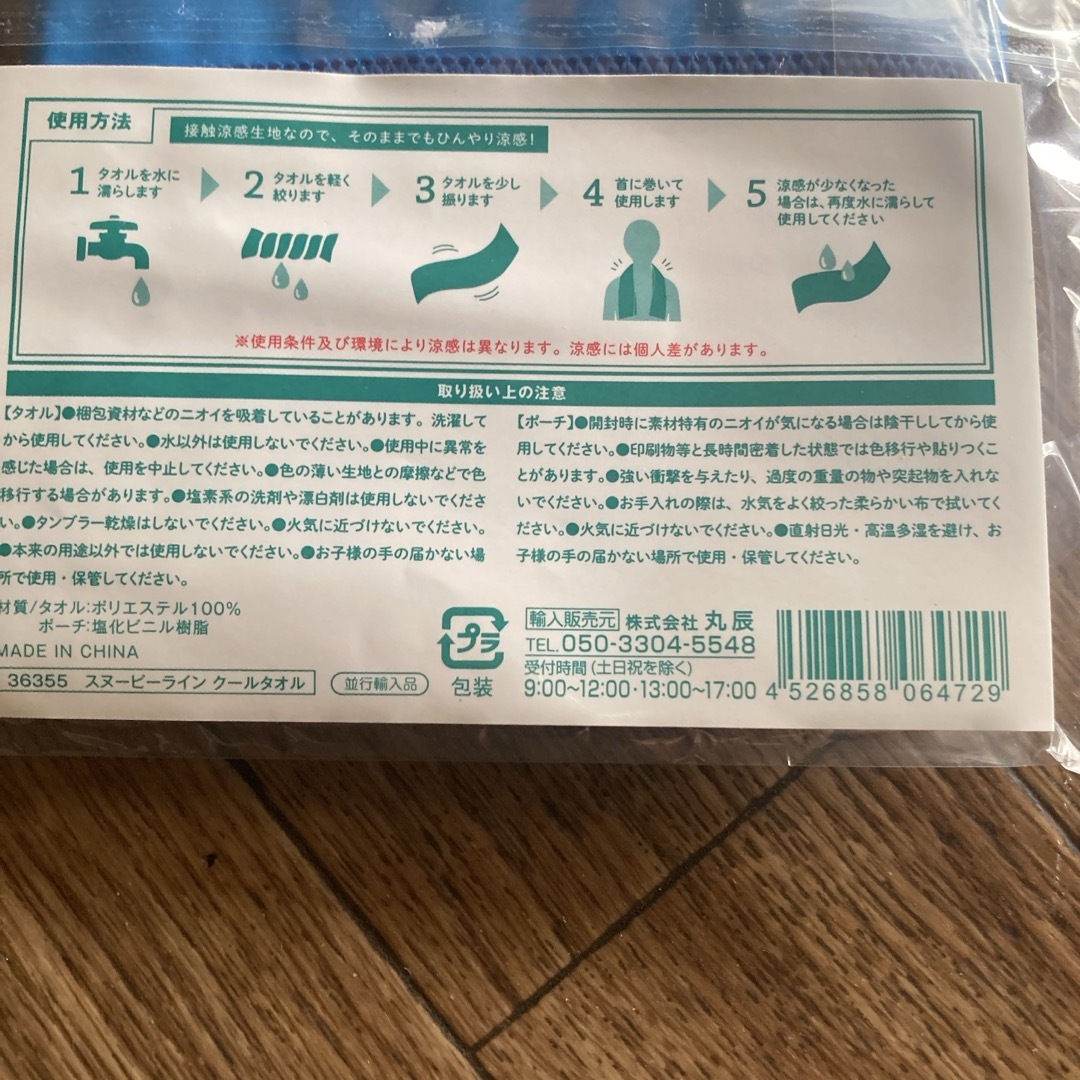 使用方法
接触涼感生地なので、そのままでもひんやり涼感!
1 タオルを水に
濡らします
2 タオルを軽く
絞ります
3 タオルを少し
振ります
4 首に巻いて
使用します
5 涼感が少なくなった
場合は、再度水に濡らして
使用してください
※使用条件及び環境により涼感は異なります。涼感には個人差があります。
取り扱い上の注意
【タオル】●梱包資材などのニオイを吸着していることがあります。洗濯して
から使用してください。●水以外は使用しないでください。●使用中に異常を
感じた場合は、使用を中止してください。●色の薄い生地との摩擦などで色
移行する場合があります。●塩素系の洗剤や漂白剤は使用しないでくださ
い。●タンブラー乾燥はしないでください。●火気に近づけないでください。
●本来の用途以外では使用しないでください。●お子様の手の届かない場
所で使用・保管してください。
【ポーチ】●開封時に素材特有のニオイが気になる場合は陰干ししてから使
用してください。●印刷物等と長時間密着した状態では色移行や貼りつくこ
とがあります。●強い衝撃を与えたり、過度の重量の物や突起物を入れな
いでください。●お手入れの際は、水気をよく絞った柔らかい布で拭いてく
ださい。●火気に近づけないでください。●直射日光・高温多湿を避け、お
子様の手の届かない場所で使用・保管してください。
材質/タオル:ポリエステル100%
ポーチ:塩化ビニル樹脂
MADE IN CHINA
36355 スヌーピーライン クールタオル
並行輸入品
プラ
包装
輸入販売元 株式会社 丸辰
TEL.050-3304-5548
受付時間(土日祝を除く)
9:00~12:00・13:00~17:00
4 526858 064729